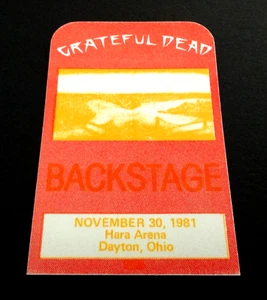 GRATEFUL DEAD
BACKSTAGE
NOVEMBER 30, 1981
Hara Arena
Dayton, Ohio